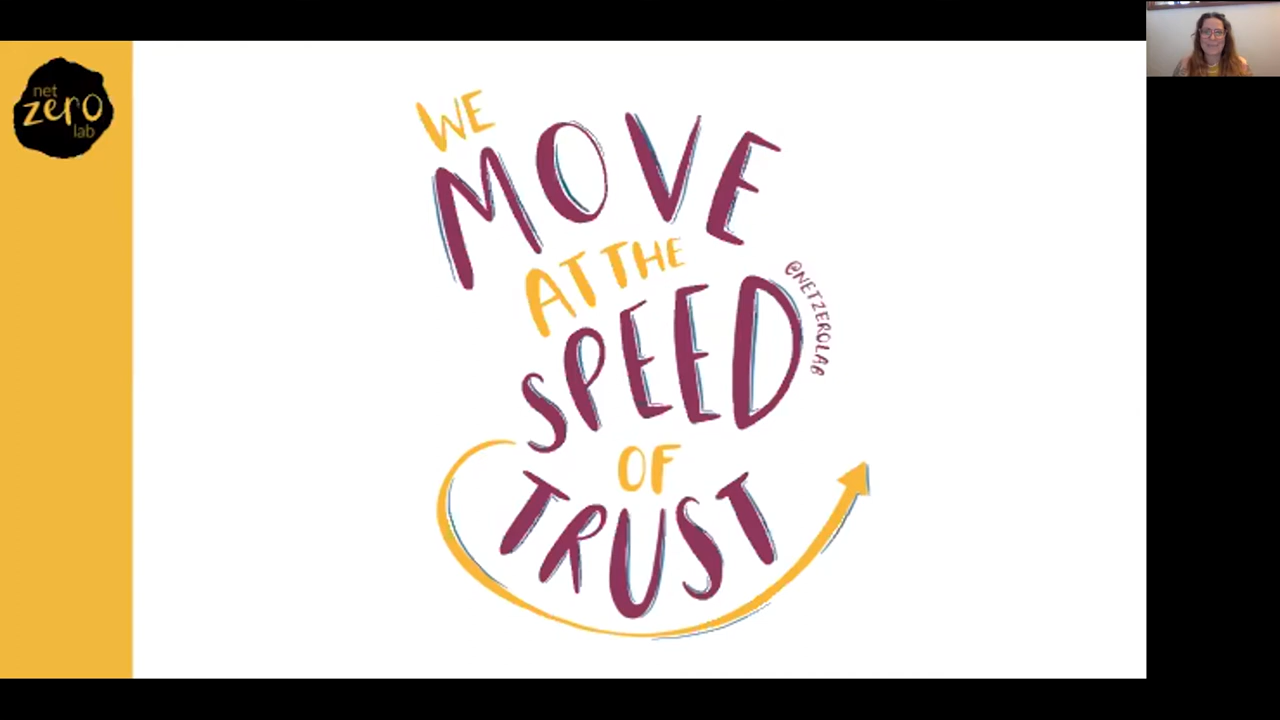 net
zero
lab
WE
MOVE
AT THE
SPEED
@NETZEROLAB
OF
TRUST